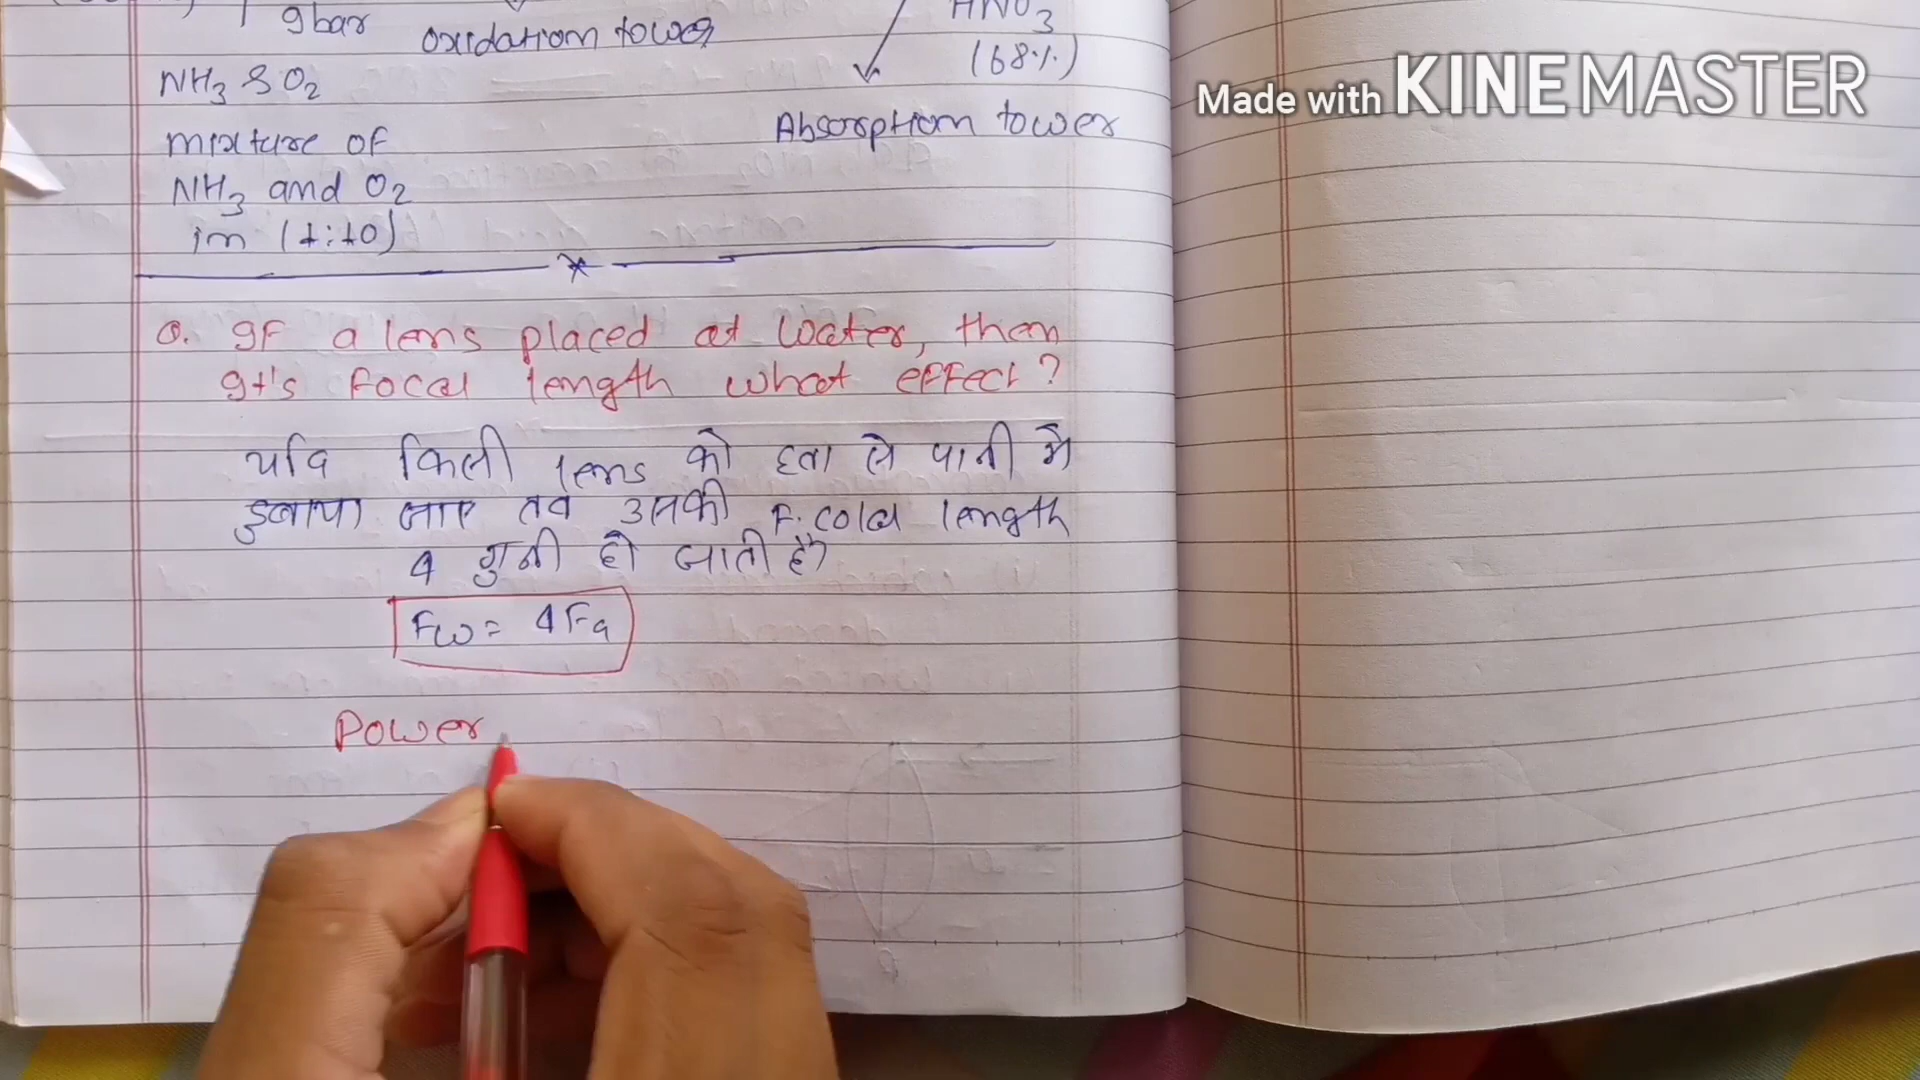 9bar
oxidation tower
HNO3
(68%)
NH3 & O2
mixture of
NH3 and O2
in (1:10)
Absorption tower
Made with KINEMASTER
Q. If a lens placed at water, then
It's focal length what effect?
यदि किसी lens को हवा से पानी मे
डुबाया जाए तब उसकी F.colal length
4 गुनी हो जाती है
Fw = 4Fa
Power